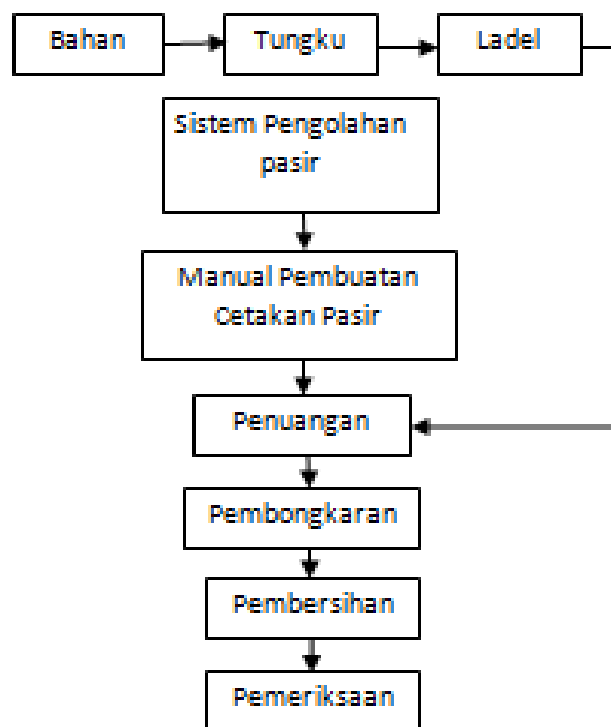 Bahan
Tungku
Ladel
Sistem Pengolahan
pasir
Manual Pembuatan
Cetakan Pasir
Penuangan
Pembongkaran
Pembersihan
Pemeriksaan